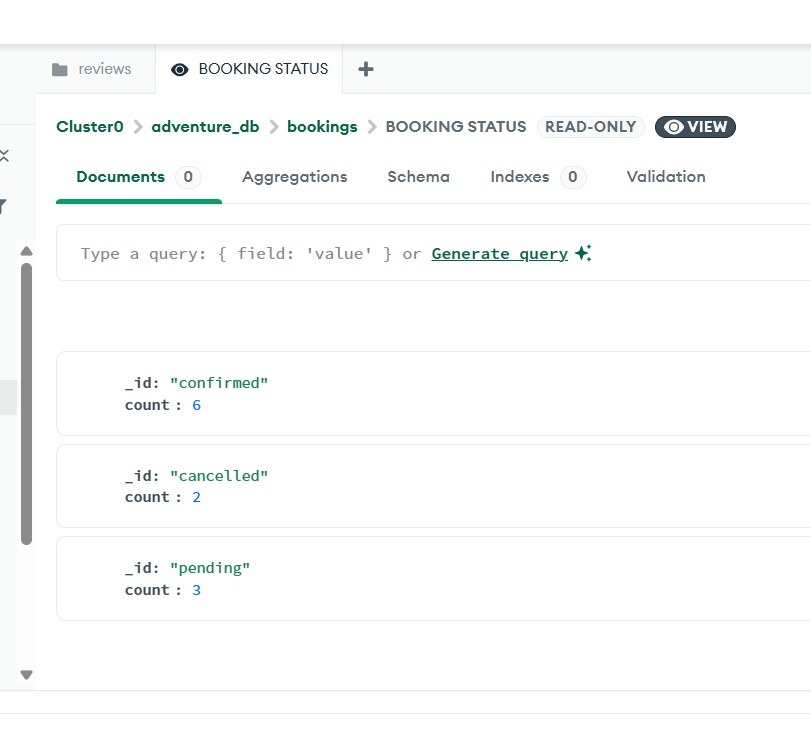 reviews BOOKING STATUS
Cluster0 adventure_db bookings BOOKING STATUS READ-ONLY VIEW
Documents 0 Aggregations Schema Indexes 0 Validation
Type a query: { field: 'value' } or Generate query
_id: "confirmed"
count : 6
_id: "cancelled"
count : 2
_id: "pending"
count : 3